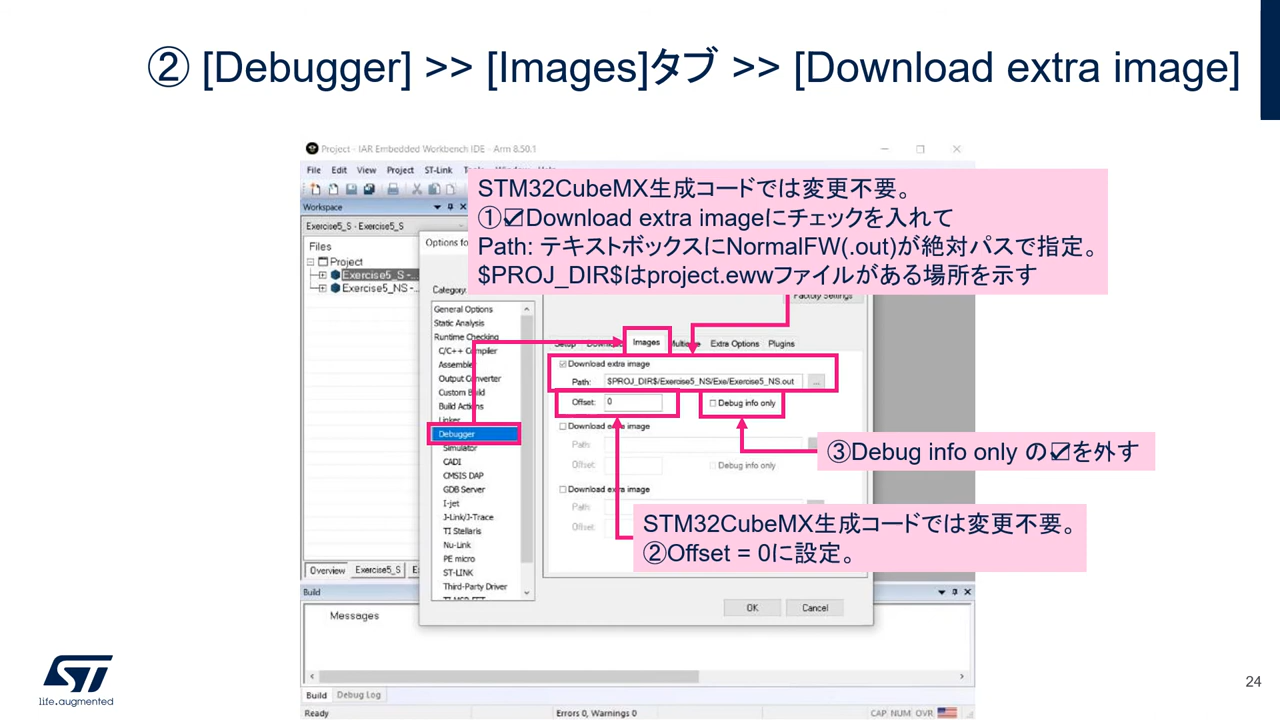 ② [Debugger] >> [Images]タブ >> [Download extra image]
Project - IAR Embedded Workbench IDE - Arm 8.50.1
File Edit View Project ST-Link
STM32CubeMX生成コードでは変更不要。
①☑Download extra imageにチェックを入れて
Path: テキストボックスにNormalFW(.out)が絶対パスで指定。
$PROJ_DIR$はproject.ewwファイルがある場所を示す
Workspace
Exercise5_S - Exercise5_S
Files
Project
Exercise5_S -...
Exercise5_NS -...
Options fo
Category:
Factory Settings
General Options
Static Analysis
Runtime Checking
C/C++ Compiler
Assembler
Output Converter
Custom Build
Build Actions
Linker
Debugger
Simulator
CADI
CMSIS DAP
GDB Server
I-jet
J-Link/J-Trace
TI Stellaris
Nu-Link
PE micro
ST-LINK
Third-Party Driver
Setup Download Images Multicore Extra Options Plugins
Download extra image
Path: $PROJ_DIR$/Exercise5_NS/Exe/Exercise5_NS.out ...
Offset: 0 Debug info only
Download extra image
Path:
Offset: Debug info only
Download extra image
Path:
Offset:
③Debug info only の☑を外す
STM32CubeMX生成コードでは変更不要。
②Offset = 0に設定。
OK Cancel
Overview Exercise5_S
Build
Messages
Build Debug Log
Ready Errors 0, Warnings 0 CAP NUM OVR
ST
life.augmented
24